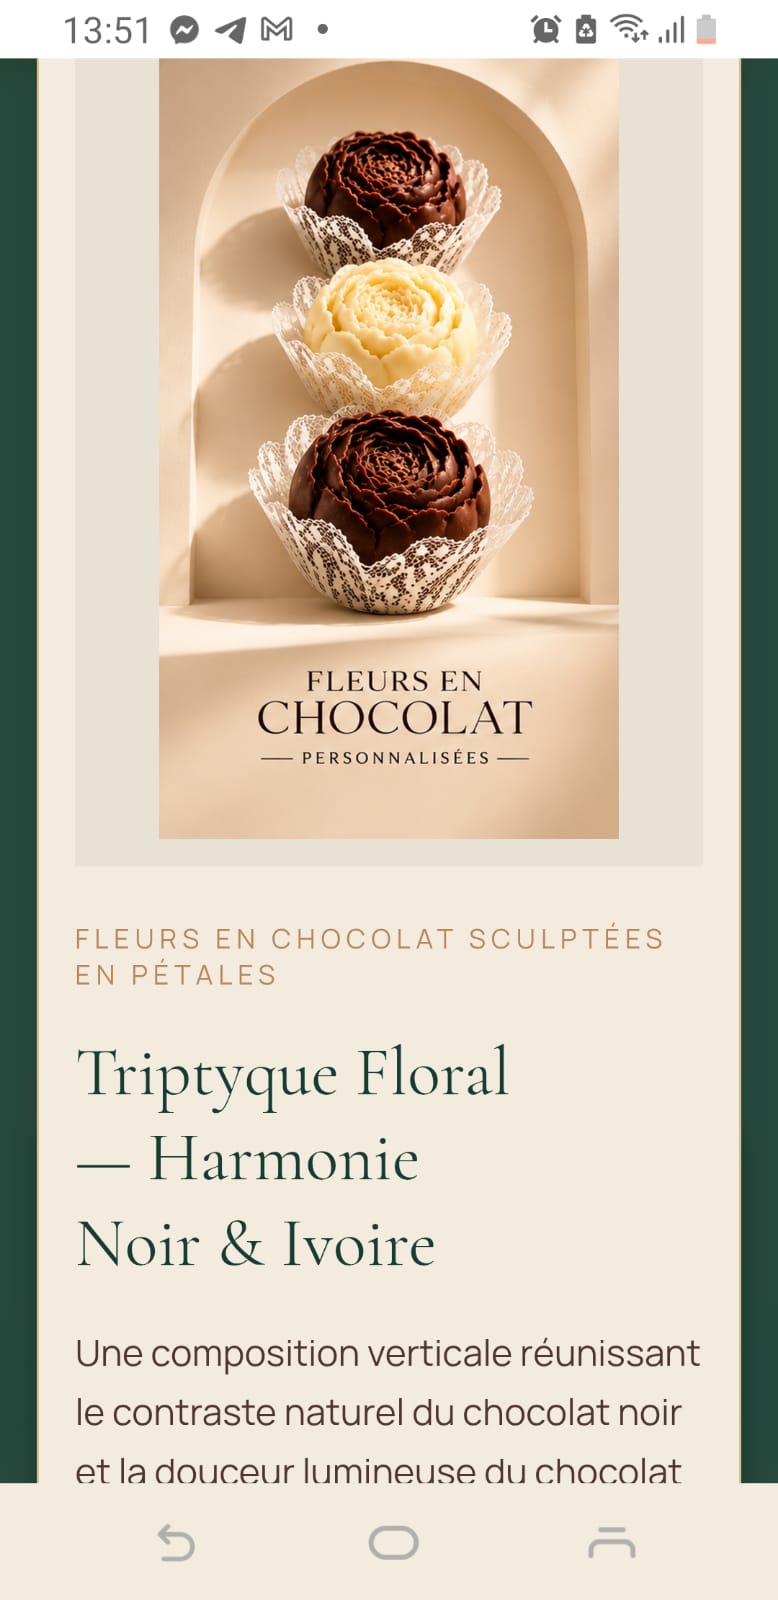 13:51
FLEURS EN
CHOCOLAT
PERSONNALISÉES
FLEURS EN CHOCOLAT SCULPTÉES
EN PÉTALES
Triptyque Floral
— Harmonie
Noir & Ivoire
Une composition verticale réunissant
le contraste naturel du chocolat noir
et la douceur lumineuse du chocolat